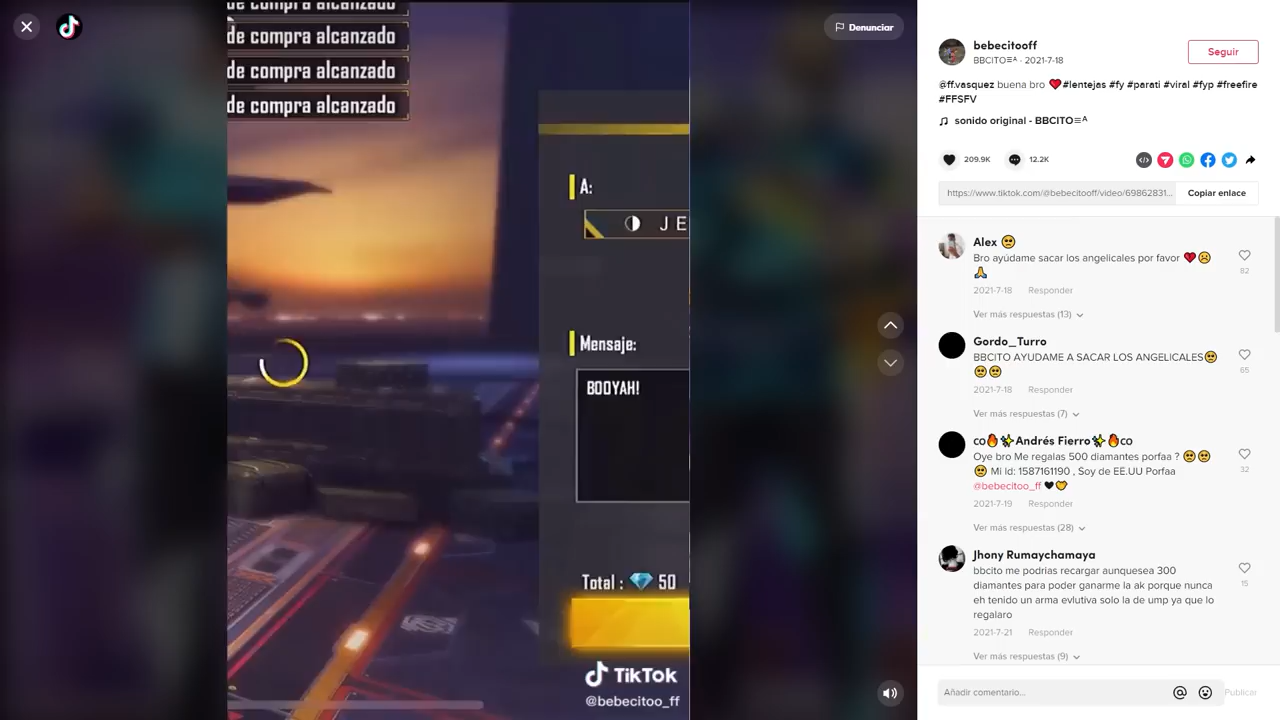 de compra alcanzado
de compra alcanzado
de compra alcanzado
de compra alcanzado
A:
JE
Mensaje:
BOOYAH!
Total : 💎 50
TikTok
@bebecitoo_ff
Denunciar
bebecitooff
BBCITO☰ᴬ · 2021-7-18
Seguir
@ff.vasquez buena bro ❤️#lentejas #fy #parati #viral #fyp #freefire
#FFSFV
♫ sonido original - BBCITO☰ᴬ
209.9K
12.2K
https://www.tiktok.com/@bebecitooff/video/69862831...
Copiar enlace
Alex 🥺
Bro ayúdame sacar los angelicales por favor ❤️☹️
🙏
82
2021-7-18 Responder
Ver más respuestas (13)
Gordo_Turro
BBCITO AYUDAME A SACAR LOS ANGELICALES🥺
🥺🥺
65
2021-7-18 Responder
Ver más respuestas (7)
co🔥✨Andrés Fierro✨🔥co
Oye bro Me regalas 500 diamantes porfaa ? 🥺🥺
🥺 Mi id: 1587161190 , Soy de EE.UU Porfaa
@bebecitoo_ff 🖤💛
32
2021-7-19 Responder
Ver más respuestas (28)
Jhony Rumaychamaya
bbcito me podrias recargar aunquesea 300
diamantes para poder ganarme la ak porque nunca
eh tenido un arma evlutiva solo la de ump ya que lo
regalaro
15
2021-7-21 Responder
Ver más respuestas (9)
Añadir comentario...
Publicar